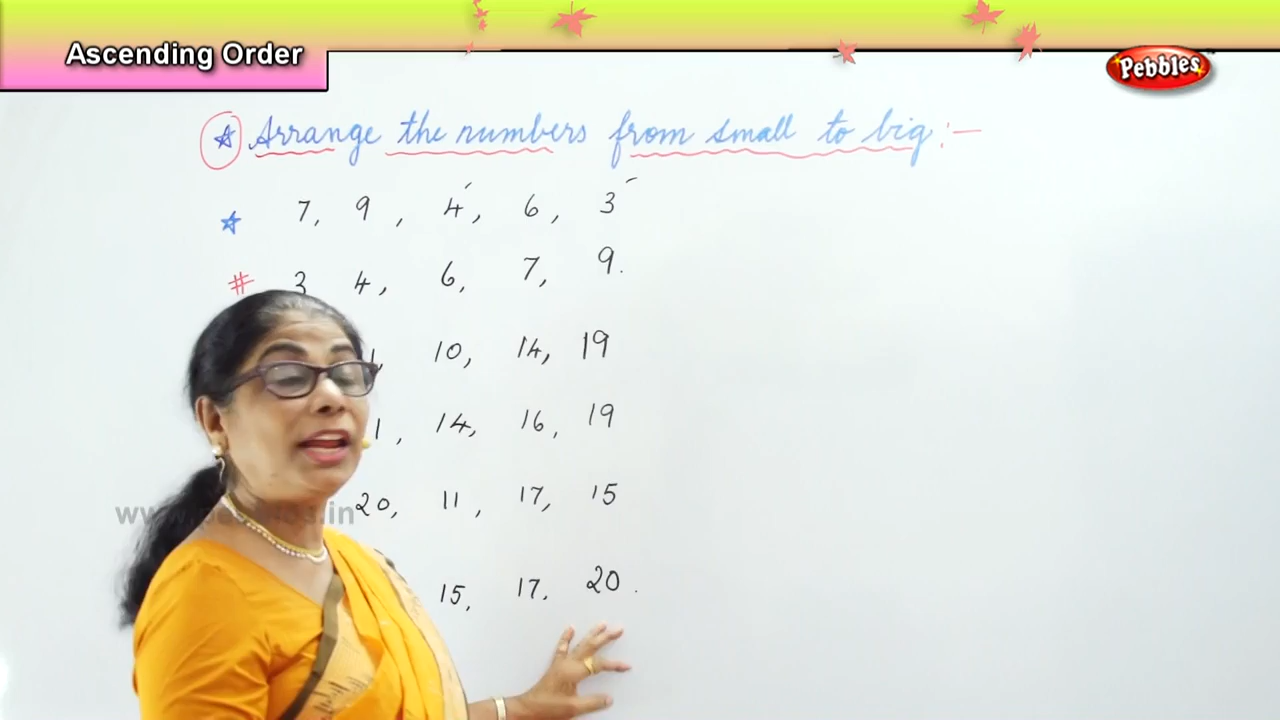 Ascending Order
Pebbles
Arrange the numbers from small to big :-
7, 9, 4, 6, 3
# 3 4, 6, 7, 9.
10, 14, 19
14, 16, 19
20, 11, 17, 15
15, 17, 20.